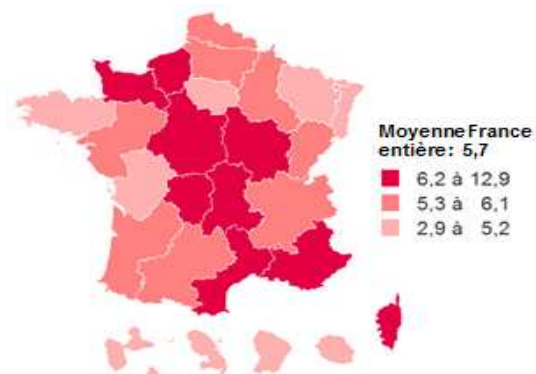 Moyenne France
entière: 5,7
6,2 à 12,9
5,3 à 6,1
2,9 à 5,2